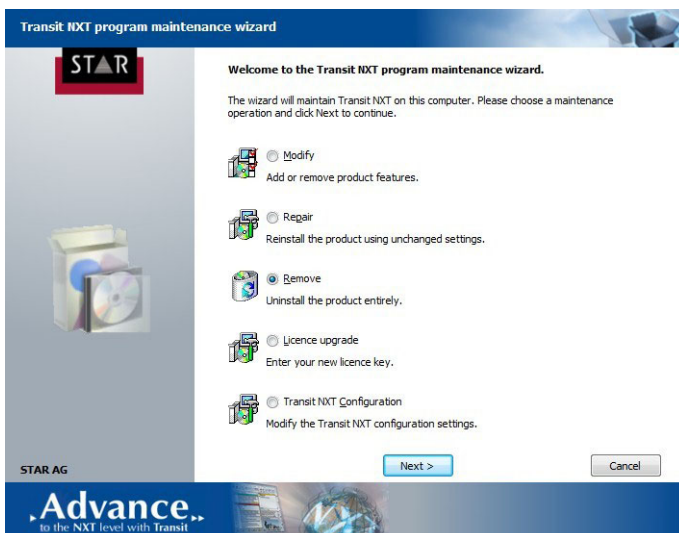 Transit NXT program maintenance wizard
STAR
Welcome to the Transit NXT program maintenance wizard.
The wizard will maintain Transit NXT on this computer. Please choose a maintenance
operation and click Next to continue.
Modify
Add or remove product features.
Repair
Reinstall the product using unchanged settings.
Remove
Uninstall the product entirely.
Licence upgrade
Enter your new licence key.
Transit NXT Configuration
Modify the Transit NXT configuration settings.
STAR AG
Next >
Cancel
Advance
to the NXT level with Transit